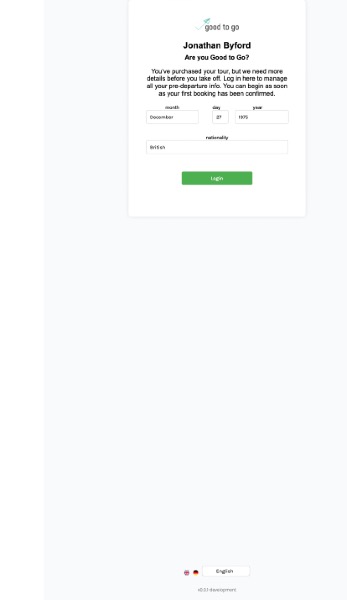 good to go
Jonathan Byford
Are you Good to Go?
You've purchased your tour, but we need more
details before you take off. Log in here to manage
all your pre-departure info. You can begin as soon
as your first booking has been confirmed.
month day year
December 27 1975
nationality
British
Login
English
v0.0.1 development